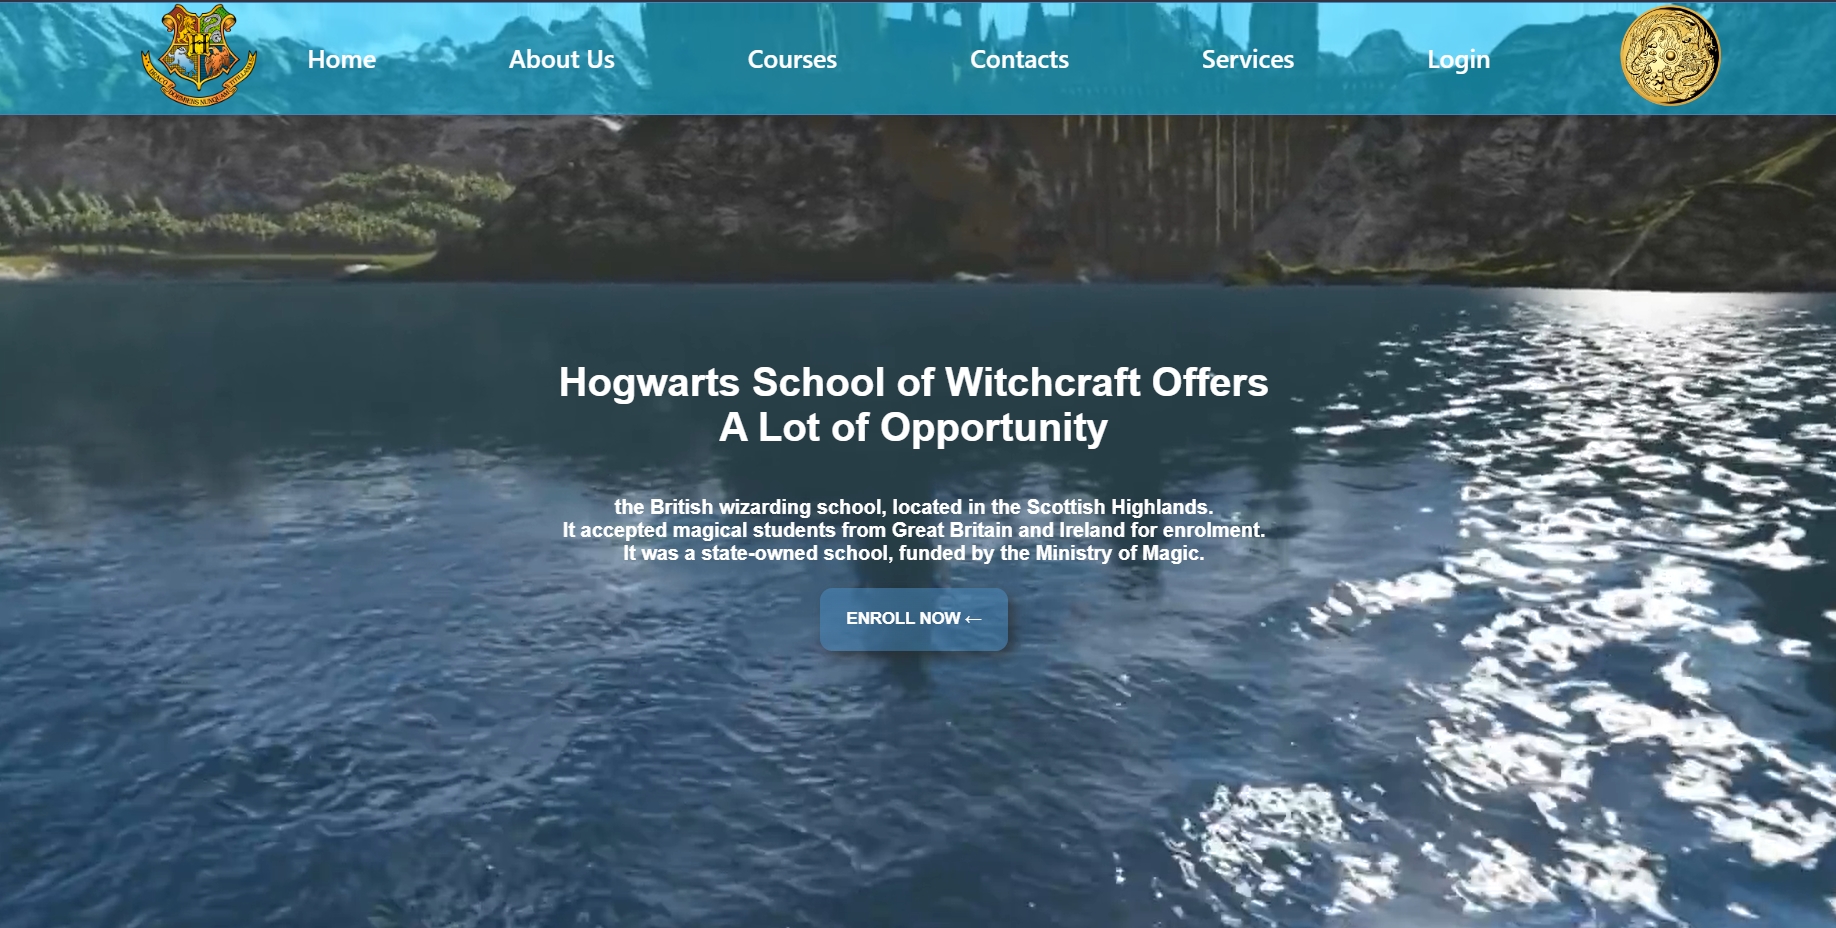 Home
About Us
Courses
Contacts
Services
Login
Hogwarts School of Witchcraft Offers
A Lot of Opportunity
the British wizarding school, located in the Scottish Highlands.
It accepted magical students from Great Britain and Ireland for enrolment.
It was a state-owned school, funded by the Ministry of Magic.
ENROLL NOW ←